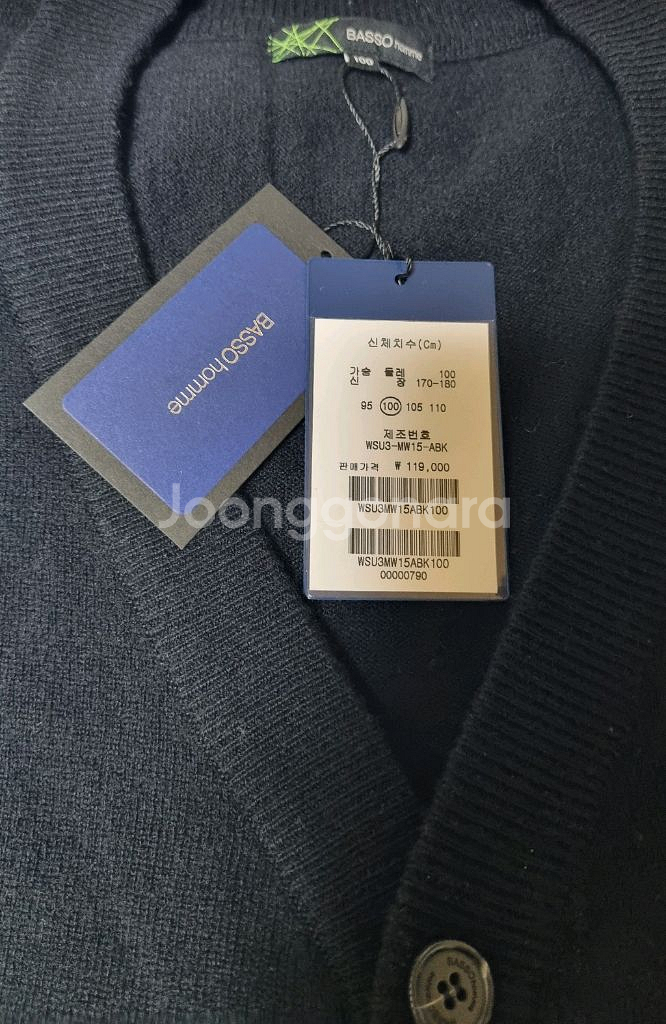 BASSO homme
100
BASSO homme
신체치수(Cm)
가슴 둘레 100
신 장 170-180
95 100 105 110
제조번호
WSU3-MW15-ABK
판매가격 ₩ 119,000
WSU3MW15ABK100
WSU3MW15ABK100
00000790
Joonggonara
BASSO homme